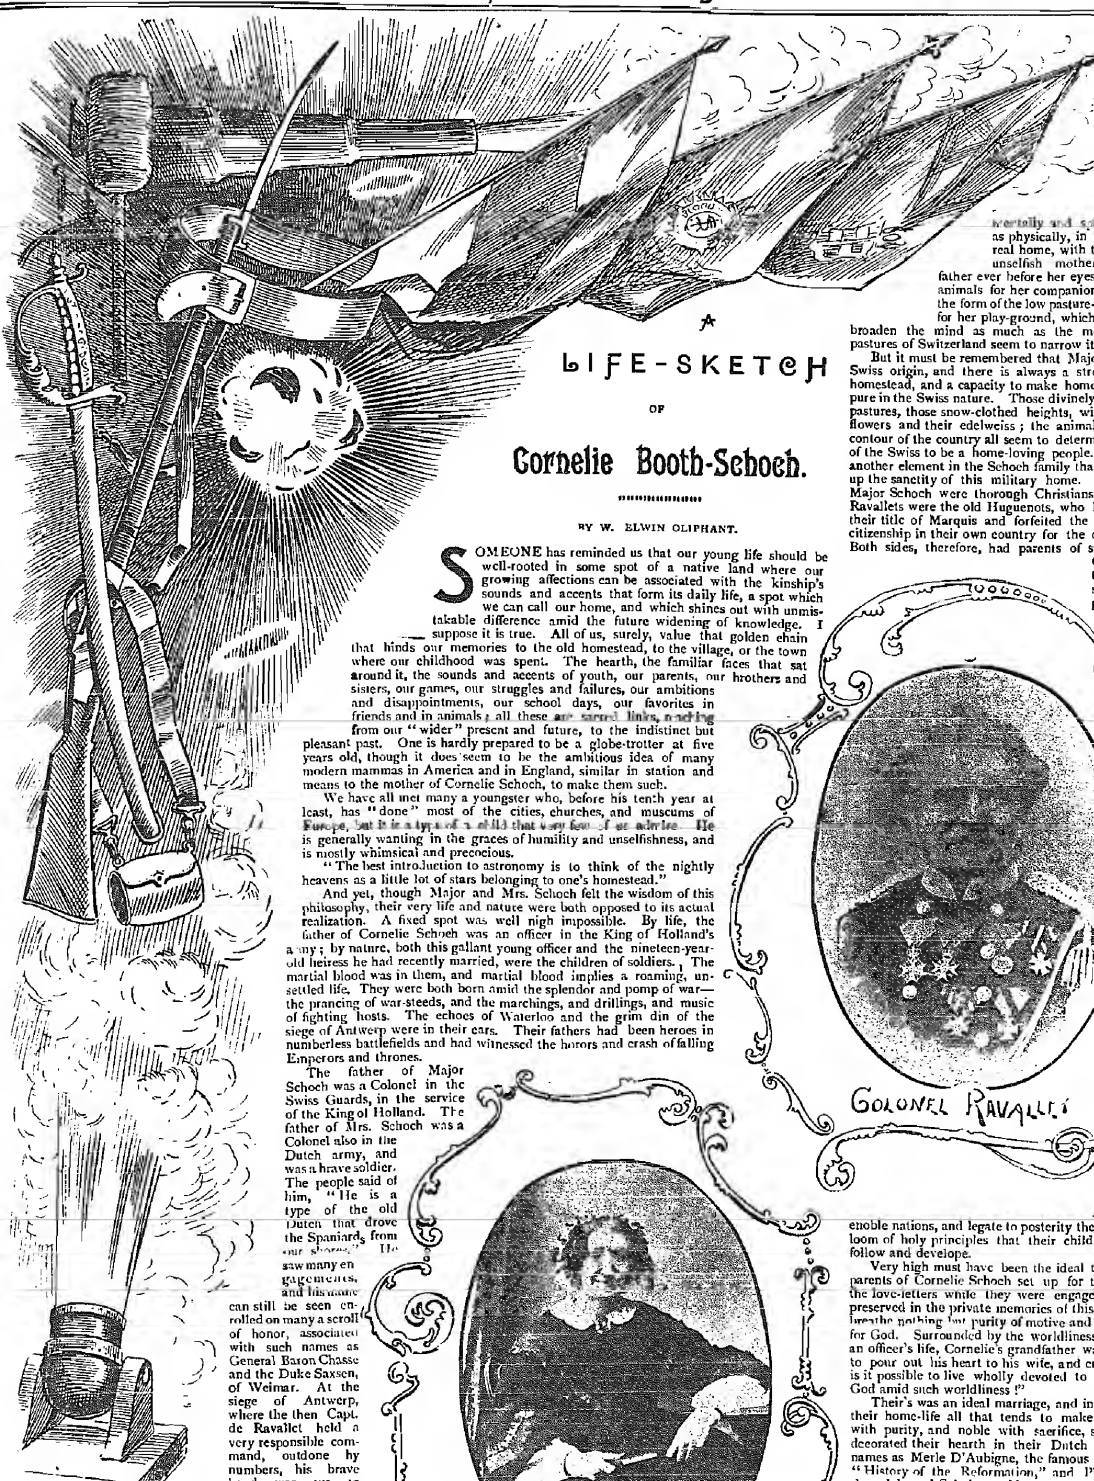 A
LIFE-SKETCH
OF
Cornelie Booth-Schoch.
BY W. ELWIN OLIPHANT.
SOMEONE has reminded us that our young life should be
well-rooted in some spot of a native land where our
growing affections can be associated with the kinship's
sounds and accents that form its daily life, a spot which
we can call our home, and which shines out with unmis-
takable difference amid the future widening of knowledge. I
suppose it is true. All of us, surely, value that golden chain
that binds our memories to the old homestead, to the village, or the town
where our childhood was spent. The hearth, the familiar faces that sat
around it, the sounds and accents of youth, our parents, our brothers and
sisters, our games, our struggles and failures, our ambitions
and disappointments, our school days, our favorites in
friends and in animals; all these are sacred links, reaching
from our "wider" present and future, to the indistinct but
pleasant past. One is hardly prepared to be a globe-trotter at five
years old, though it does seem to be the ambitious idea of many
modern mammas in America and in England, similar in station and
means to the mother of Cornelie Schoch, to make them such.
We have all met many a youngster who, before his tenth year at
least, has "done" most of the cities, churches, and museums of
Europe, but it is a type of a child that very few of us admire. He
is generally wanting in the graces of humility and unselfishness, and
is mostly whimsical and precocious.
"The best introduction to astronomy is to think of the nightly
heavens as a little lot of stars belonging to one's homestead."
And yet, though Major and Mrs. Schoch felt the wisdom of this
philosophy, their very life and nature were both opposed to its actual
realization. A fixed spot was well nigh impossible. By life, the
father of Cornelie Schoch was an officer in the King of Holland's
army; by nature, both this gallant young officer and the nineteen-year-
old heiress he had recently married, were the children of soldiers. The
martial blood was in them, and martial blood implies a roaming, un-
settled life. They were both born amid the splendor and pomp of war—
the prancing of war-steeds, and the marchings, and drillings, and music
of fighting hosts. The echoes of Waterloo and the grim din of the
siege of Antwerp were in their ears. Their fathers had been heroes in
numberless battlefields and had witnessed the horrors and crash of falling
Emperors and thrones.
The father of Major
Schoch was a Colonel in the
Swiss Guards, in the service
of the King of Holland. The
father of Mrs. Schoch was a
Colonel also in the
Dutch army, and
was a brave soldier.
The people said of
him, "He is a
type of the old
Dutch that drove
the Spaniards from
our shores." He
saw many en
gagements,
and his name
can still be seen en-
rolled on many a scroll
of honor, associated
with such names as
General Baron Chasse
and the Duke Saxsen,
of Weimar. At the
siege of Antwerp,
where the then Capt.
de Ravallet held a
very responsible com-
mand, outdone by
numbers, his brave
mentally and
as physically, in
real home, with
unselfish mother
father ever before her eyes
animals for her companion
the form of the low pasture-
for her play-ground, which
broaden the mind as much as the
pastures of Switzerland seem to narrow it
But it must be remembered that
Swiss origin, and there is always a
homestead, and a capacity to make home
pure in the Swiss nature. Those divinely
pastures, those snow-clothed heights,
flowers and their edelweiss; the
contour of the country all seem to
of the Swiss to be a home-loving people.
another element in the Schoch family
up the sanctity of this military home.
Major Schoch were thorough Christians
Ravallets were the old Huguenots, who
their title of Marquis and forfeited the
citizenship in their own country for the
Both sides, therefore, had parents of
COLONEL RAVALLET
enoble nations, and legate to posterity the
loom of holy principles that their child
follow and develope.
Very high must have been the ideal
parents of Cornelie Schoch set up for
the love-letters while they were
preserved in the private memories of this
breathe nothing but purity of motive and
for God. Surrounded by the worldliness
an officer's life, Cornelie's grandfather
to pour out his heart to his wife, and
is it possible to live wholly devoted to
God amid such worldliness!"
Their's was an ideal marriage, and in
their home-life all that tends to make
with purity, and noble with sacrifice,
decorated their hearth in their Dutch
names as Merle D'Aubigne, the famous
"History of the Reformation," and